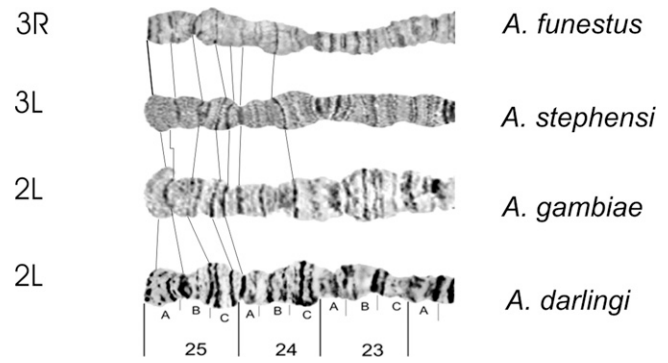 3R A. funestus
3L A. stephensi
2L A. gambiae
2L A. darlingi
A B C A B C A B C A
25 24 23